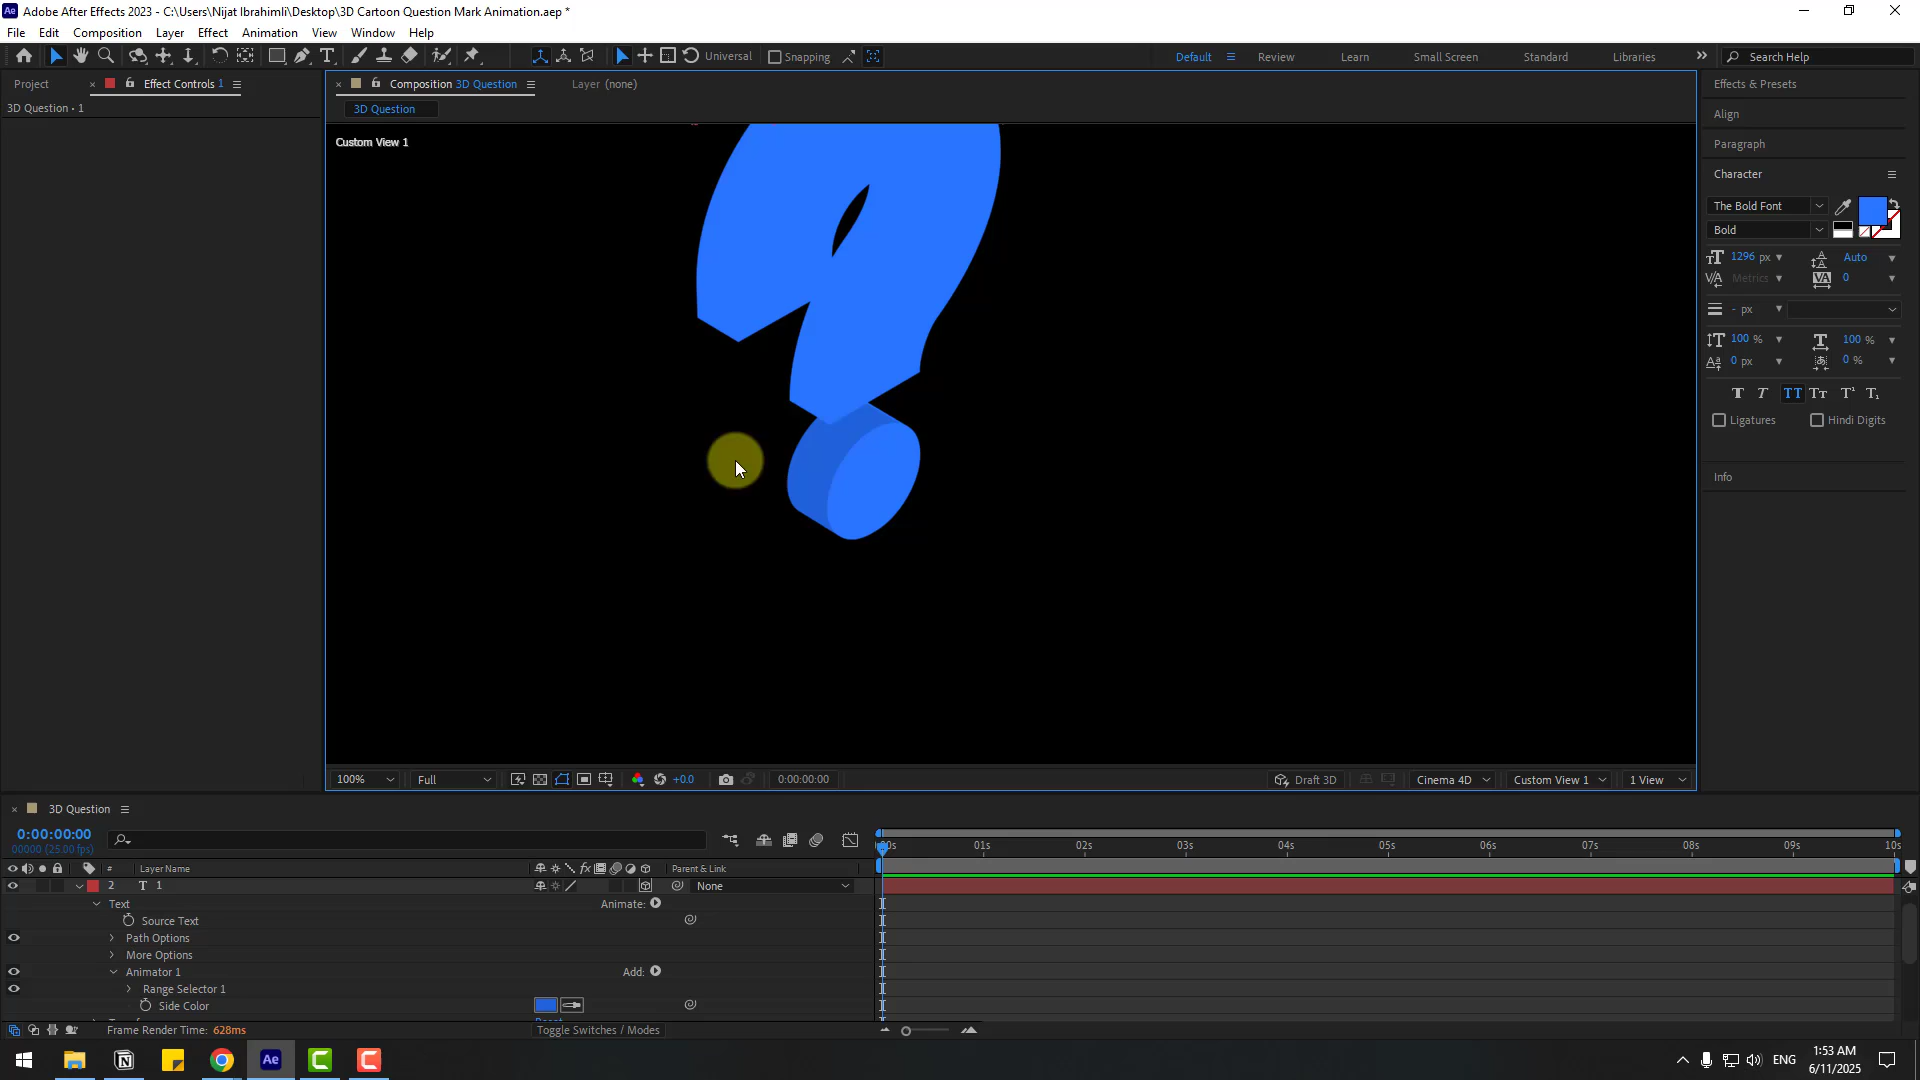 Adobe After Effects 2023 - C:\Users\Nijat Ibrahimli\Desktop\3D Cartoon Question Mark Animation.aep *
File Edit Composition Layer Effect Animation View Window Help
Universal Snapping Default Review Learn Small Screen Standard Libraries Search Help
Project Effect Controls 1 Composition 3D Question Layer (none) Effects & Presets
3D Question • 1 3D Question
Align
Custom View 1
Paragraph
Character
The Bold Font
Bold
1296 px Auto
Metrics 0
- px
100 % 100 %
0 px 0 %
Ligatures Hindi Digits
Info
100% Full +0.0 0:00:00:00 Draft 3D Cinema 4D Custom View 1 1 View
3D Question
0:00:00:00
00000 (25.00 fps)
:00s 01s 02s 03s 04s 05s 06s 07s 08s 09s 10s
# Layer Name Parent & Link
2 T 1 None
Text Animate:
Source Text
Path Options
More Options
Animator 1 Add:
Range Selector 1
Side Color
Frame Render Time: 628ms Toggle Switches / Modes
ENG 1:53 AM
6/11/2025